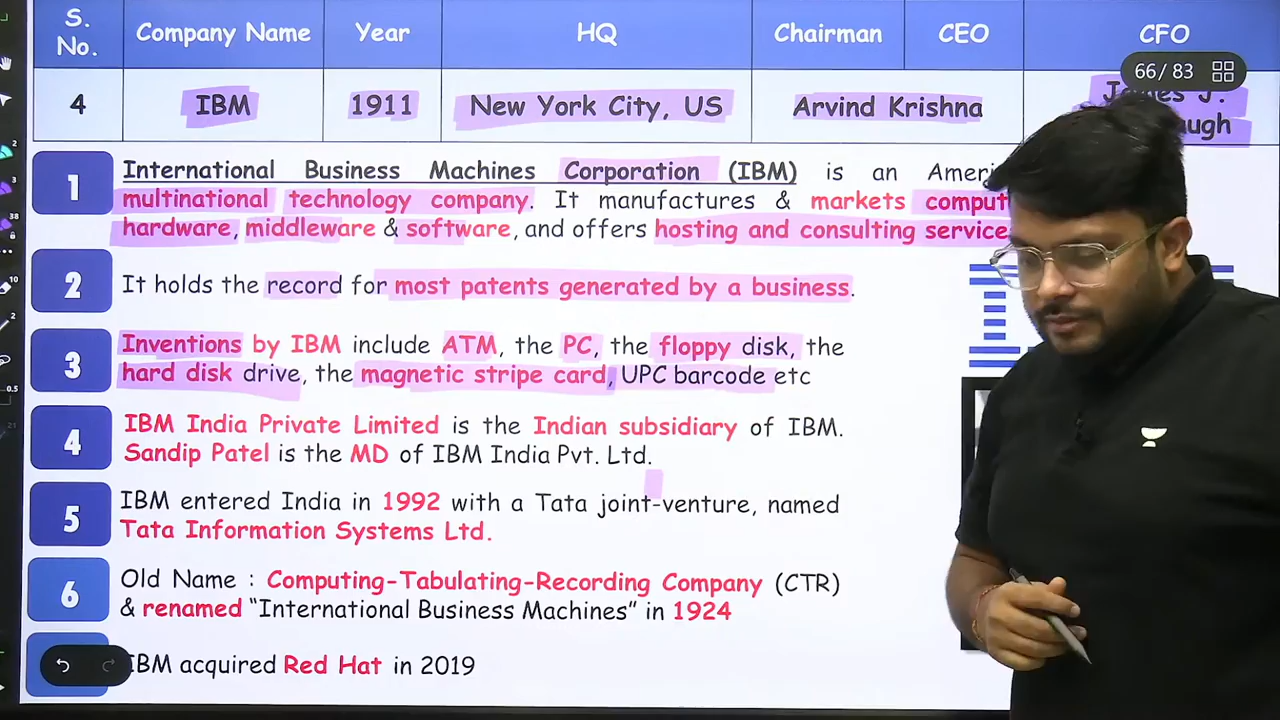 S. No. Company Name Year HQ Chairman CEO CFO
66/ 83
4 IBM 1911 New York City, US Arvind Krishna James J.
1 International Business Machines Corporation (IBM) is an
multinational technology company. It manufactures & markets
hardware, middleware & software, and offers hosting and consulting
2 It holds the record for most patents generated by a business.
3 Inventions by IBM include ATM, the PC, the floppy disk, the
hard disk drive, the magnetic stripe card, UPC barcode etc
4 IBM India Private Limited is the Indian subsidiary of IBM.
Sandip Patel is the MD of IBM India Pvt. Ltd.
5 IBM entered India in 1992 with a Tata joint-venture, named
Tata Information Systems Ltd.
6 Old Name : Computing-Tabulating-Recording Company (CTR)
& renamed “International Business Machines” in 1924
IBM acquired Red Hat in 2019